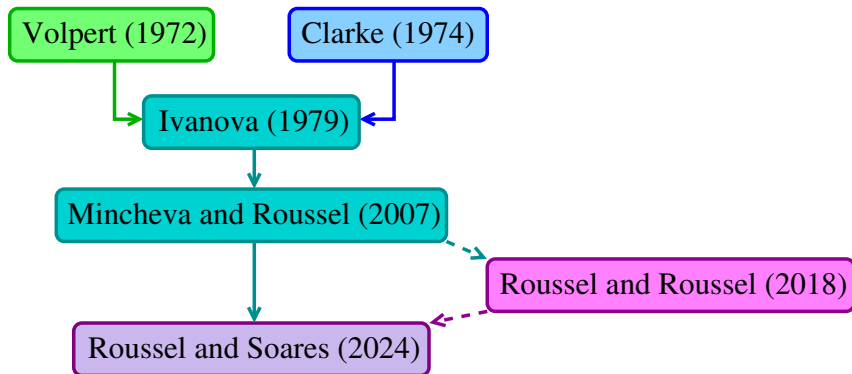 Volpert (1972)
Clarke (1974)
Ivanova (1979)
Mincheva and Roussel (2007)
Roussel and Roussel (2018)
Roussel and Soares (2024)